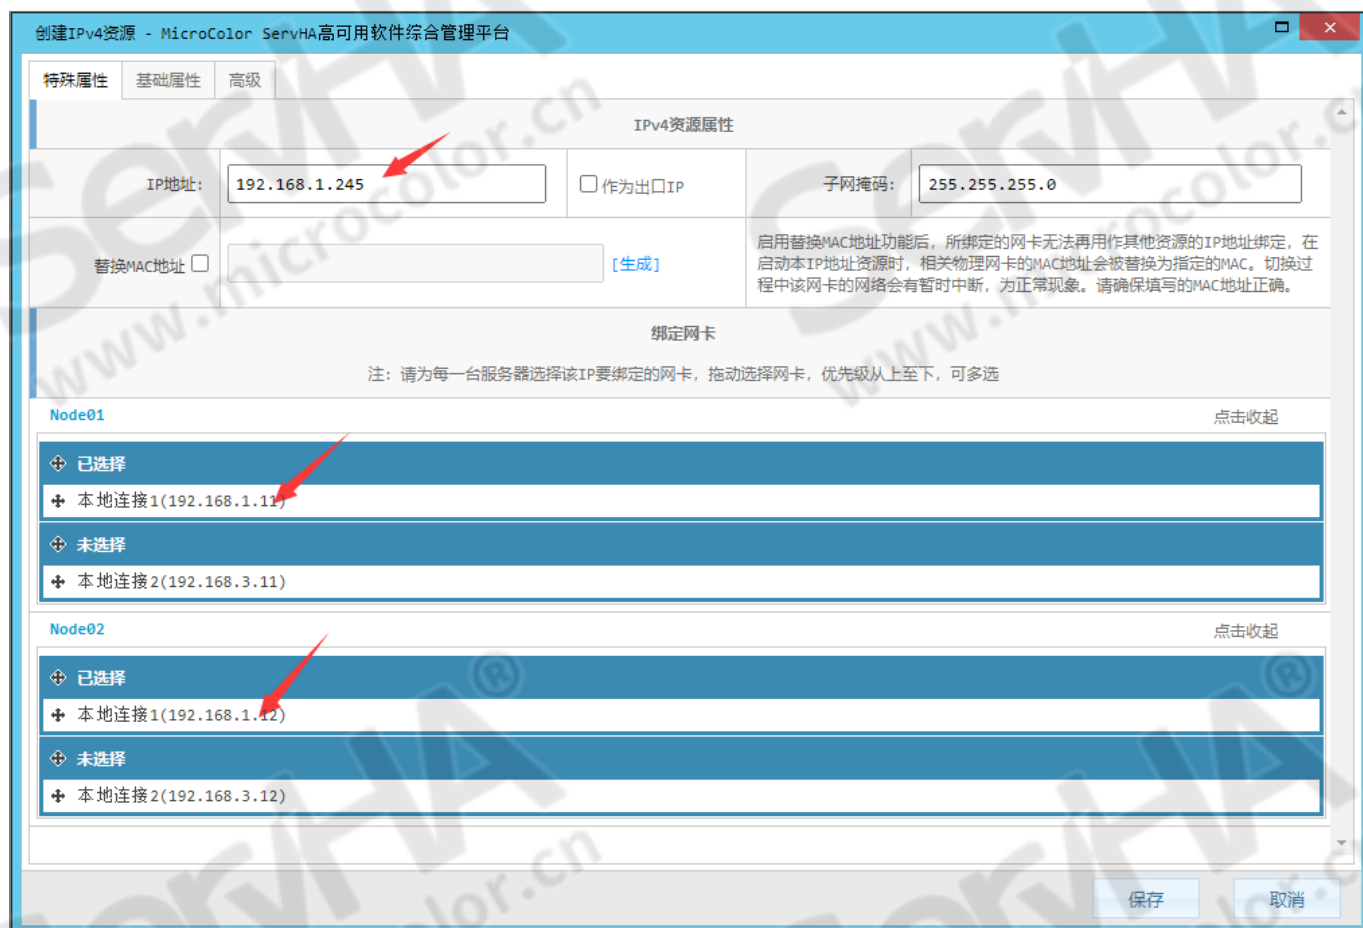 创建IPv4资源 - MicroColor ServHA高可用软件综合管理平台
特殊属性 基础属性 高级
IPv4资源属性
IP地址: 192.168.1.245 作为出口IP 子网掩码: 255.255.255.0
替换MAC地址 [生成]
启用替换MAC地址功能后，所绑定的网卡无法再用作其他资源的IP地址绑定，在
启动本IP地址资源时，相关物理网卡的MAC地址会被替换为指定的MAC。切换过
程中该网卡的网络会有暂时中断，为正常现象。请确保填写的MAC地址正确。
绑定网卡
注：请为每一台服务器选择该IP要绑定的网卡，拖动选择网卡，优先级从上至下，可多选
Node01 点击收起
已选择
本地连接1(192.168.1.11)
未选择
本地连接2(192.168.3.11)
Node02 点击收起
已选择
本地连接1(192.168.1.12)
未选择
本地连接2(192.168.3.12)
保存 取消
ServHA®
www.microcolor.cn